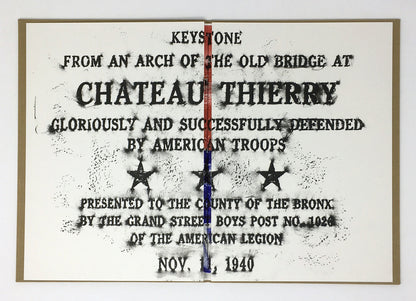 KEYSTONE
FROM AN ARCH OF THE OLD BRIDGE AT
CHATEAU THIERRY
GLORIOUSLY AND SUCCESSFULLY DEFENDED
BY AMERICAN TROOPS
PRESENTED TO THE COUNTY OF THE BRONX
BY THE GRAND STREET BOYS POST NO. 1026
OF THE AMERICAN LEGION
NOV. 11, 1940